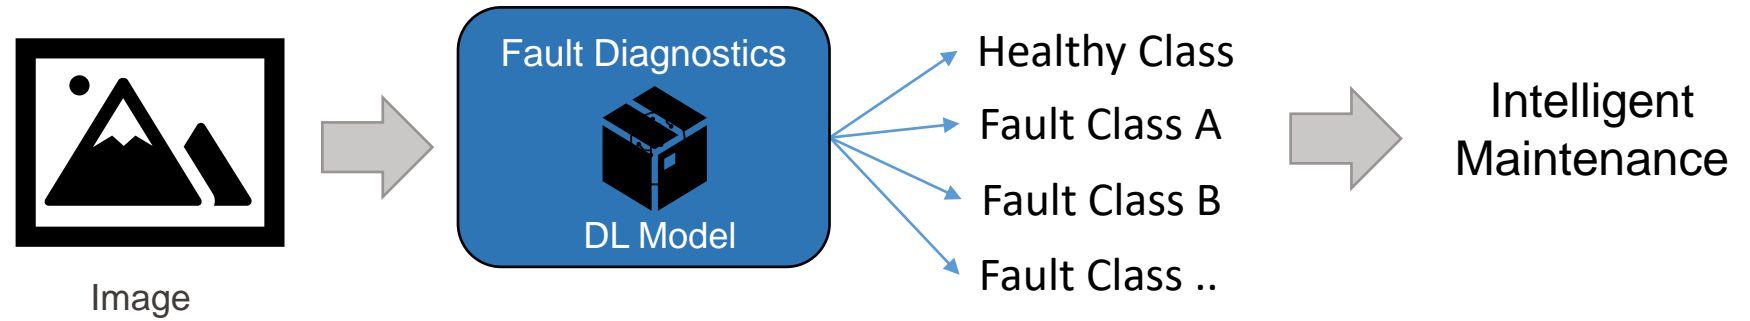 Image
Fault Diagnostics
DL Model
Healthy Class
Fault Class A
Fault Class B
Fault Class ..
Intelligent
Maintenance